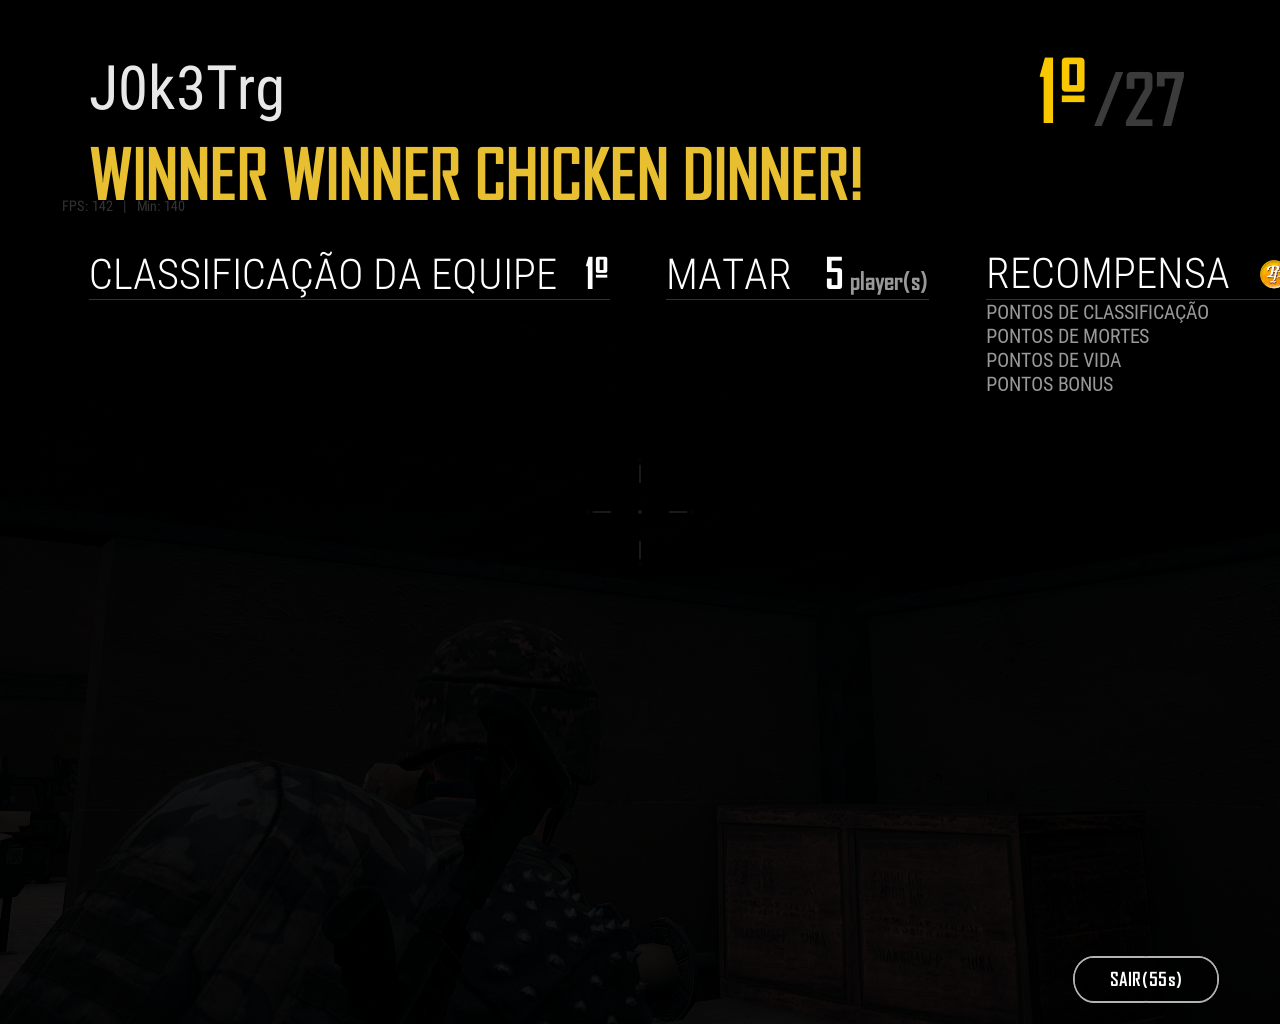 J0k3Trg
1º/27
WINNER WINNER CHICKEN DINNER!
FPS: 142 | Min: 140
CLASSIFICAÇÃO DA EQUIPE 1º
MATAR 5 player(s)
RECOMPENSA
PONTOS DE CLASSIFICAÇÃO
PONTOS DE MORTES
PONTOS DE VIDA
PONTOS BONUS
SAIR(55s)